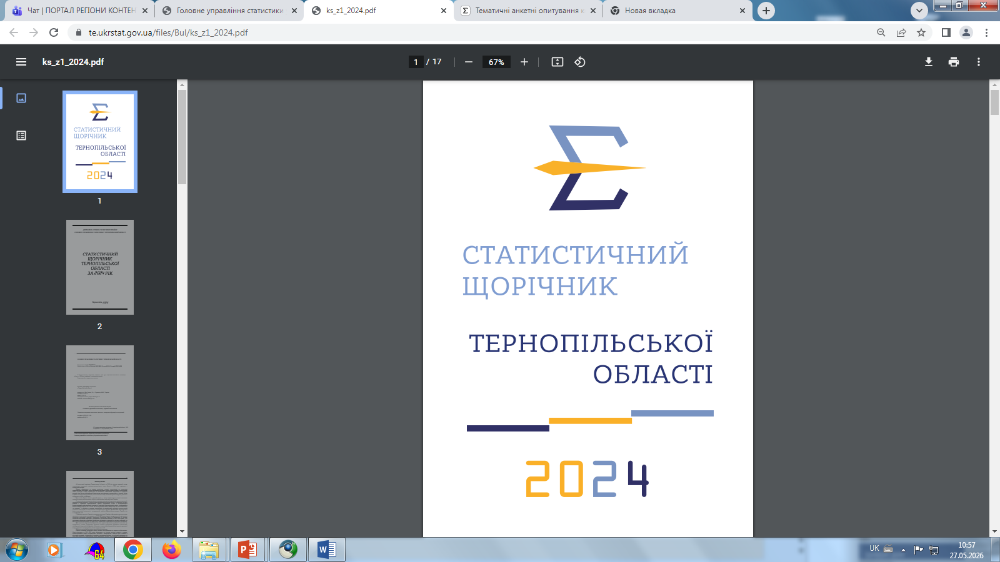 Чат | ПОРТАЛ РЕГІОНИ КОНТЕН
Головне управління статистики
ks_z1_2024.pdf
Тематичні анкетні опитування к
Новая вкладка
te.ukrstat.gov.ua/files/Bul/ks_z1_2024.pdf
ks_z1_2024.pdf
1 / 17
67%
СТАТИСТИЧНИЙ
ЩОРІЧНИК
ТЕРНОПІЛЬСЬКОЇ
ОБЛАСТІ
2024
1
СТАТИСТИЧНИЙ
ЩОРІЧНИК
ТЕРНОПІЛЬСЬКОЇ
ОБЛАСТІ
ЗА 2024 РІК
2
3
СТАТИСТИЧНИЙ
ЩОРІЧНИК
ТЕРНОПІЛЬСЬКОЇ
ОБЛАСТІ
2024
64
UK
10:57
27.05.2026